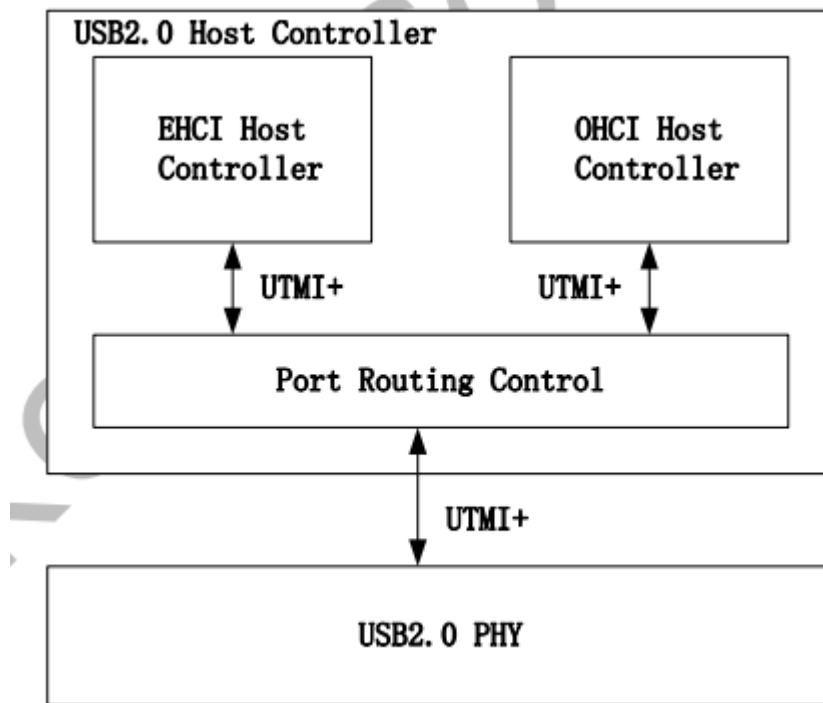 USB2.0 Host Controller
EHCI Host
Controller
OHCI Host
Controller
UTMI+
UTMI+
Port Routing Control
UTMI+
USB2.0 PHY